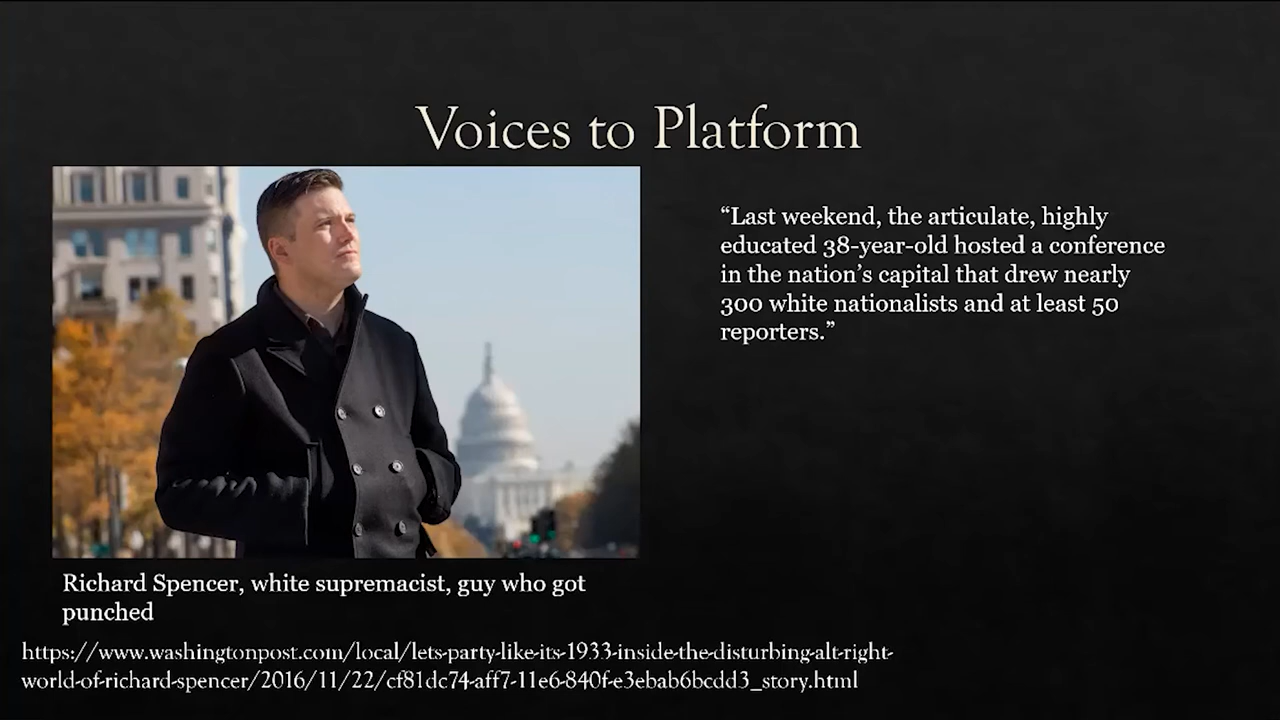 Voices to Platform
“Last weekend, the articulate, highly
educated 38-year-old hosted a conference
in the nation’s capital that drew nearly
300 white nationalists and at least 50
reporters.”
Richard Spencer, white supremacist, guy who got
punched
https://www.washingtonpost.com/local/lets-party-like-its-1933-inside-the-disturbing-alt-right-
world-of-richard-spencer/2016/11/22/cf81dc74-aff7-11e6-840f-e3ebab6bcdd3_story.html